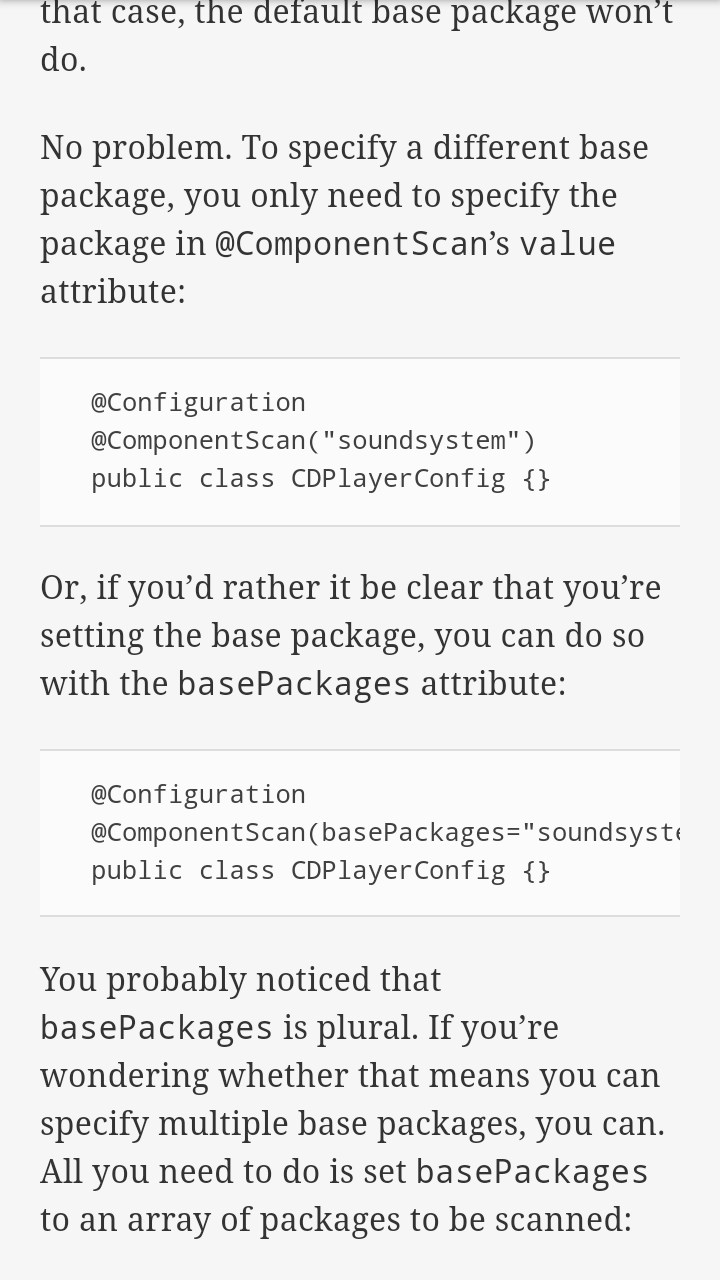 that case, the default base package won’t
do.
No problem. To specify a different base
package, you only need to specify the
package in @ComponentScan’s value
attribute:
@Configuration
@ComponentScan("soundsystem")
public class CDPlayerConfig {}
Or, if you’d rather it be clear that you’re
setting the base package, you can do so
with the basePackages attribute:
@Configuration
@ComponentScan(basePackages="soundsyste
public class CDPlayerConfig {}
You probably noticed that
basePackages is plural. If you’re
wondering whether that means you can
specify multiple base packages, you can.
All you need to do is set basePackages
to an array of packages to be scanned: